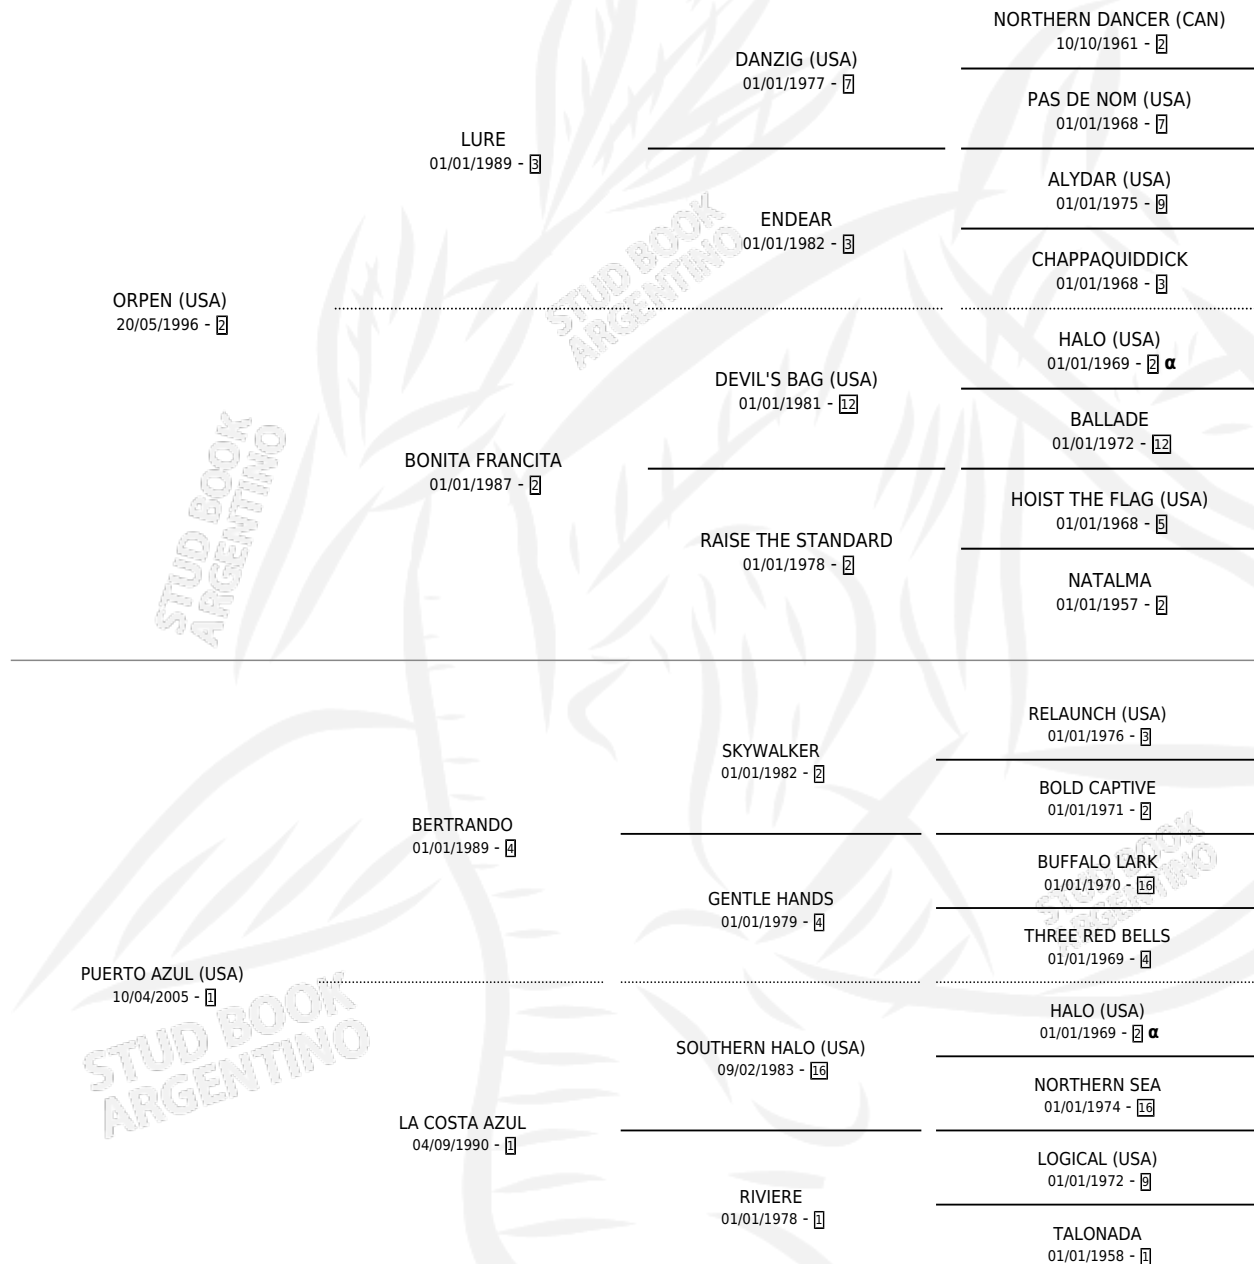 NORTHERN DANCER (CAN)
10/10/1961 - 2
DANZIG (USA)
01/01/1977 - 7
PAS DE NOM (USA)
01/01/1968 - 7
LURE
01/01/1989 - 3
ALYDAR (USA)
01/01/1975 - 9
ENDEAR
01/01/1982 - 3
CHAPPAQUIDDICK
01/01/1968 - 3
STUD BOOK
ARGENTINO
ORPEN (USA)
20/05/1996 - 2
HALO (USA)
01/01/1969 - 2 α
DEVIL'S BAG (USA)
01/01/1981 - 12
BALLADE
01/01/1972 - 12
BONITA FRANCITA
01/01/1987 - 2
HOIST THE FLAG (USA)
01/01/1968 - 5
RAISE THE STANDARD
01/01/1978 - 2
NATALMA
01/01/1957 - 2
STUD BOOK
ARGENTINO
RELAUNCH (USA)
01/01/1976 - 3
SKYWALKER
01/01/1982 - 2
BOLD CAPTIVE
01/01/1971 - 2
BERTRANDO
01/01/1989 - 4
BUFFALO LARK
01/01/1970 - 16
GENTLE HANDS
01/01/1979 - 4
THREE RED BELLS
01/01/1969 - 4
STUD BOOK
ARGENTINO
PUERTO AZUL (USA)
10/04/2005 - 1
HALO (USA)
01/01/1969 - 2 α
SOUTHERN HALO (USA)
09/02/1983 - 16
NORTHERN SEA
01/01/1974 - 16
STUD BOOK
ARGENTINO
LA COSTA AZUL
04/09/1990 - 1
LOGICAL (USA)
01/01/1972 - 9
RIVIERE
01/01/1978 - 1
TALONADA
01/01/1958 - 1